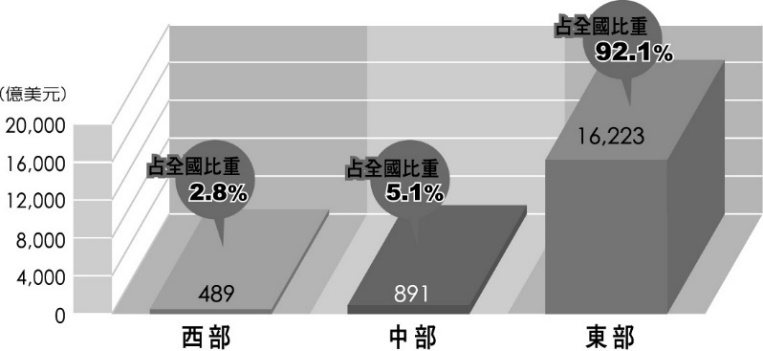 (億美元)
20,000
16,000
12,000
8,000
4,000
0
占全國比重
2.8%
489
西部
占全國比重
5.1%
891
中部
占全國比重
92.1%
16,223
東部